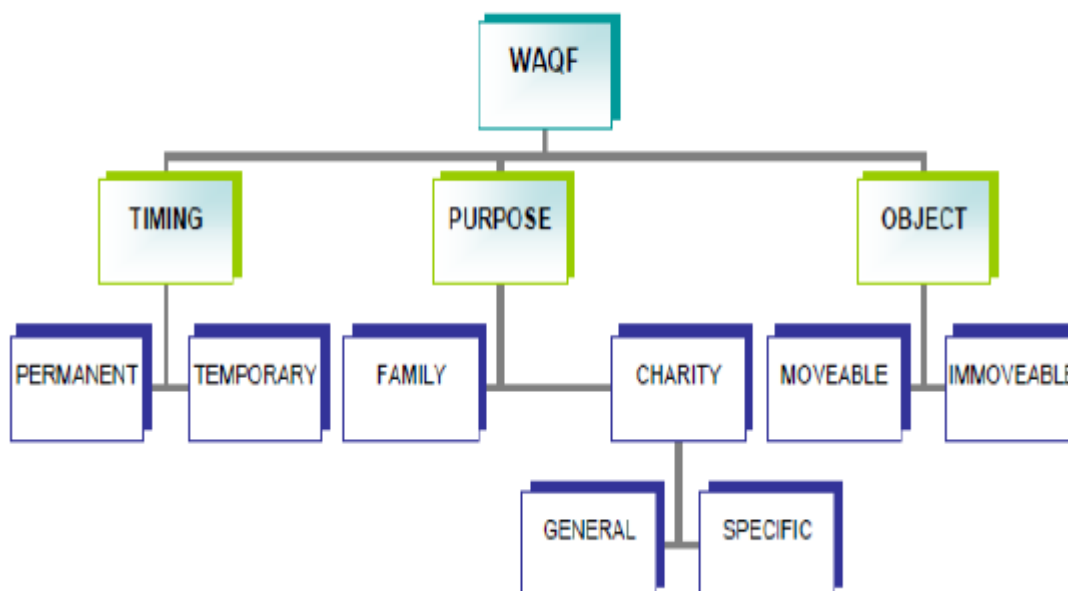 WAQF
TIMING
PURPOSE
OBJECT
PERMANENT
TEMPORARY
FAMILY
CHARITY
MOVEABLE
IMMOVEABLE
GENERAL
SPECIFIC